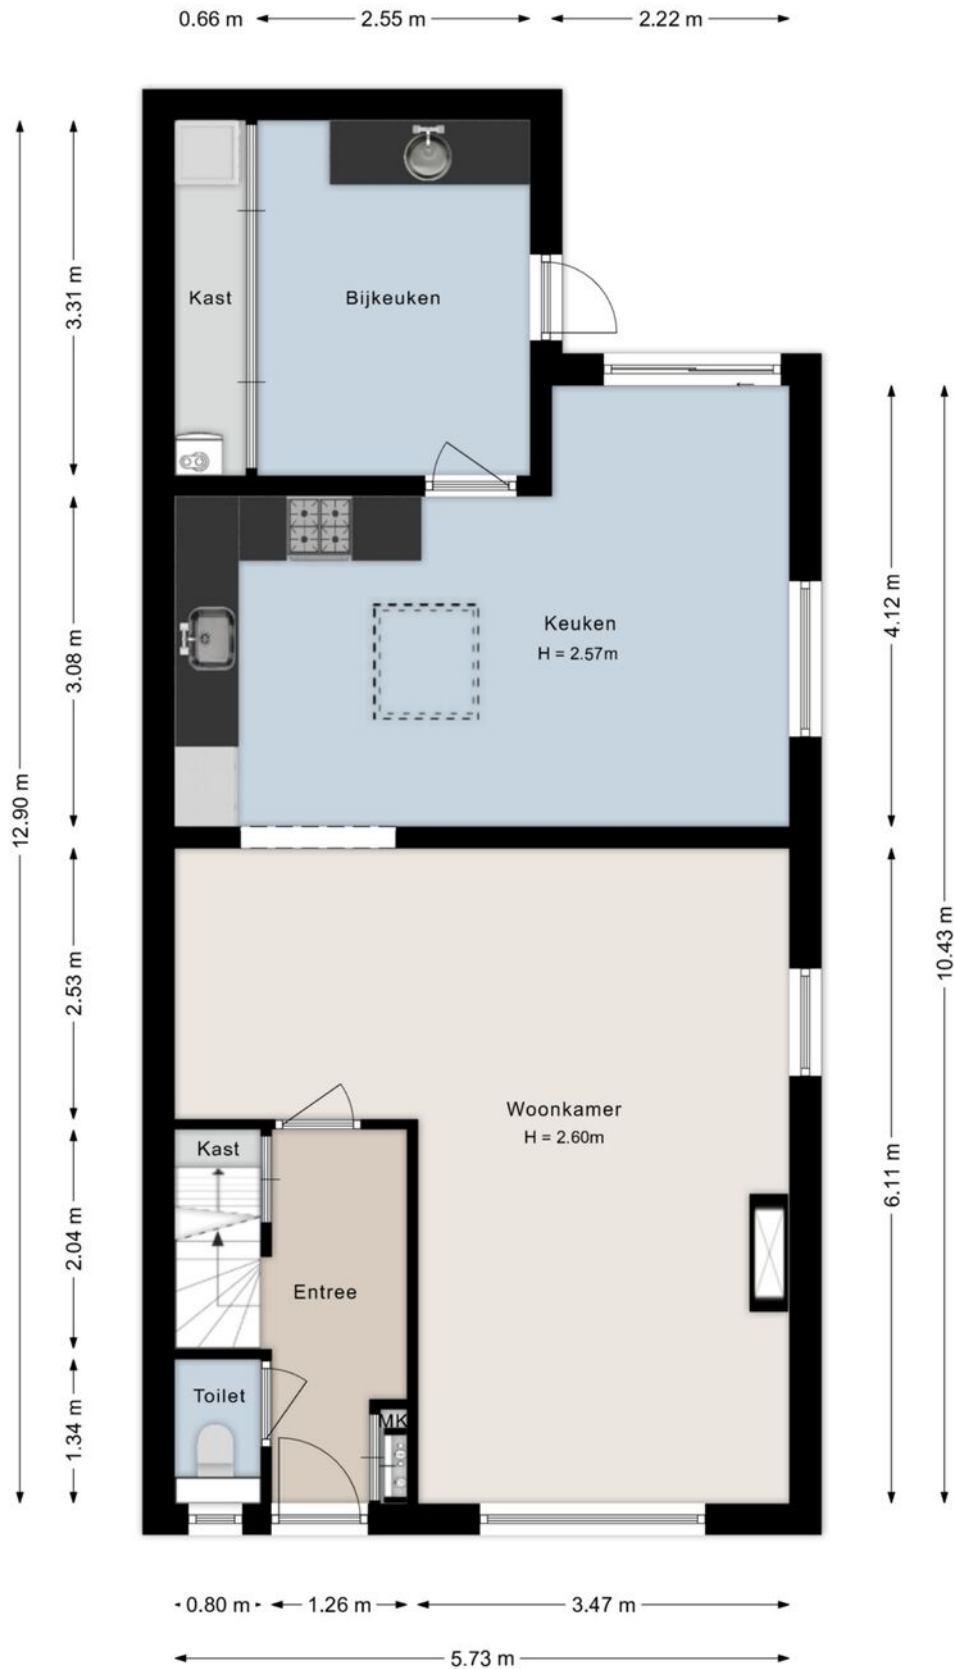 0.66 m
2.55 m
2.22 m
3.31 m
Kast
Bijkeuken
4.12 m
Keuken
H = 2.57m
3.08 m
12.90 m
10.43 m
2.53 m
Woonkamer
H = 2.60m
Kast
6.11 m
2.04 m
Entree
Toilet
MK
1.34 m
0.80 m
1.26 m
3.47 m
5.73 m